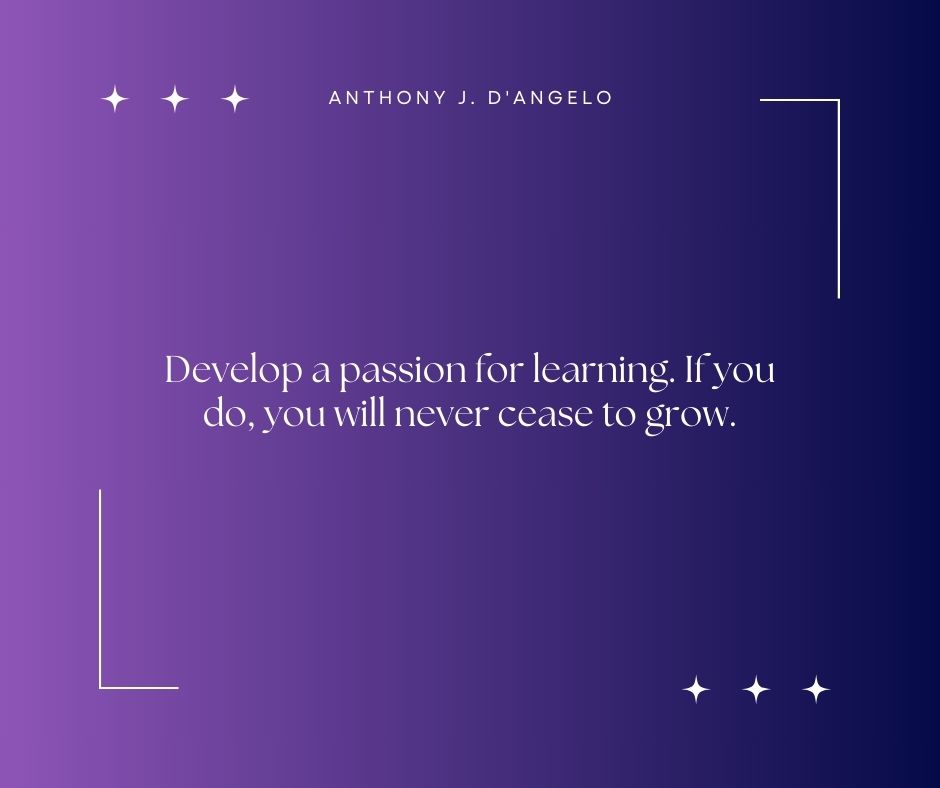 ANTHONY J. D'ANGELO
Develop a passion for learning. If you
do, you will never cease to grow.